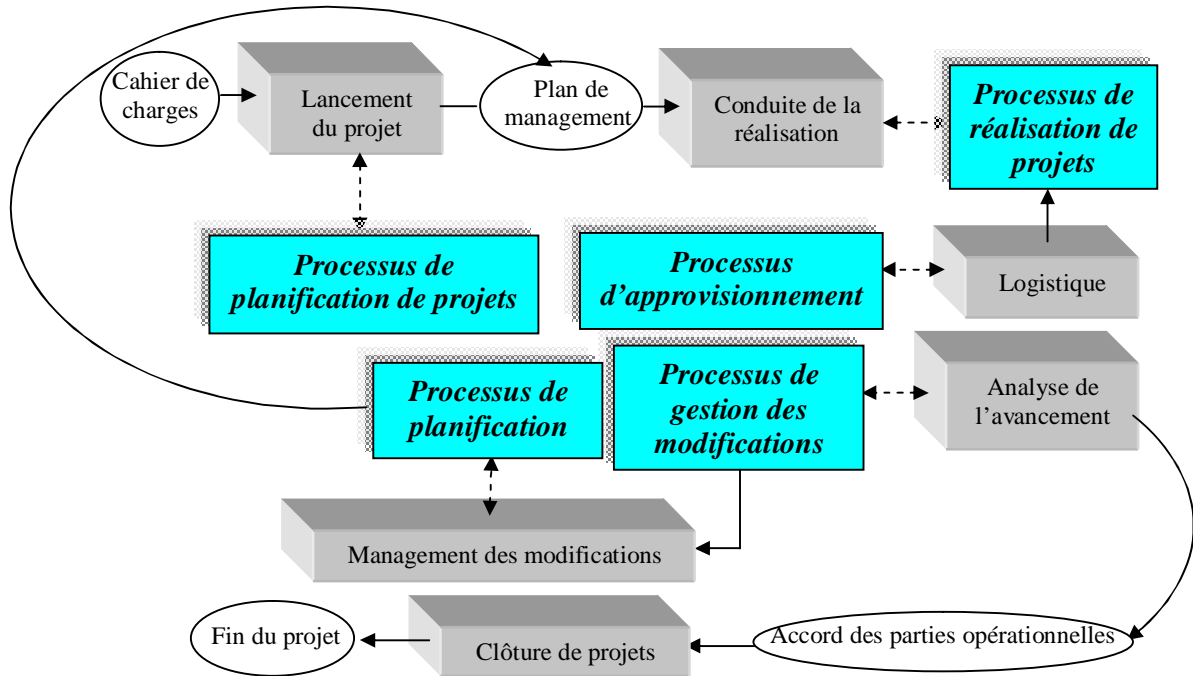 Cahier de
charges
Lancement
du projet
Plan de
management
Conduite de la
réalisation
Processus de
réalisation de
projets
Processus de
planification de projets
Processus
d'approvisionnement
Logistique
Processus de
planification
Processus de
gestion des
modifications
Analyse de
l'avancement
Management des modifications
Fin du projet
Clôture de projets
Accord des parties opérationnelles